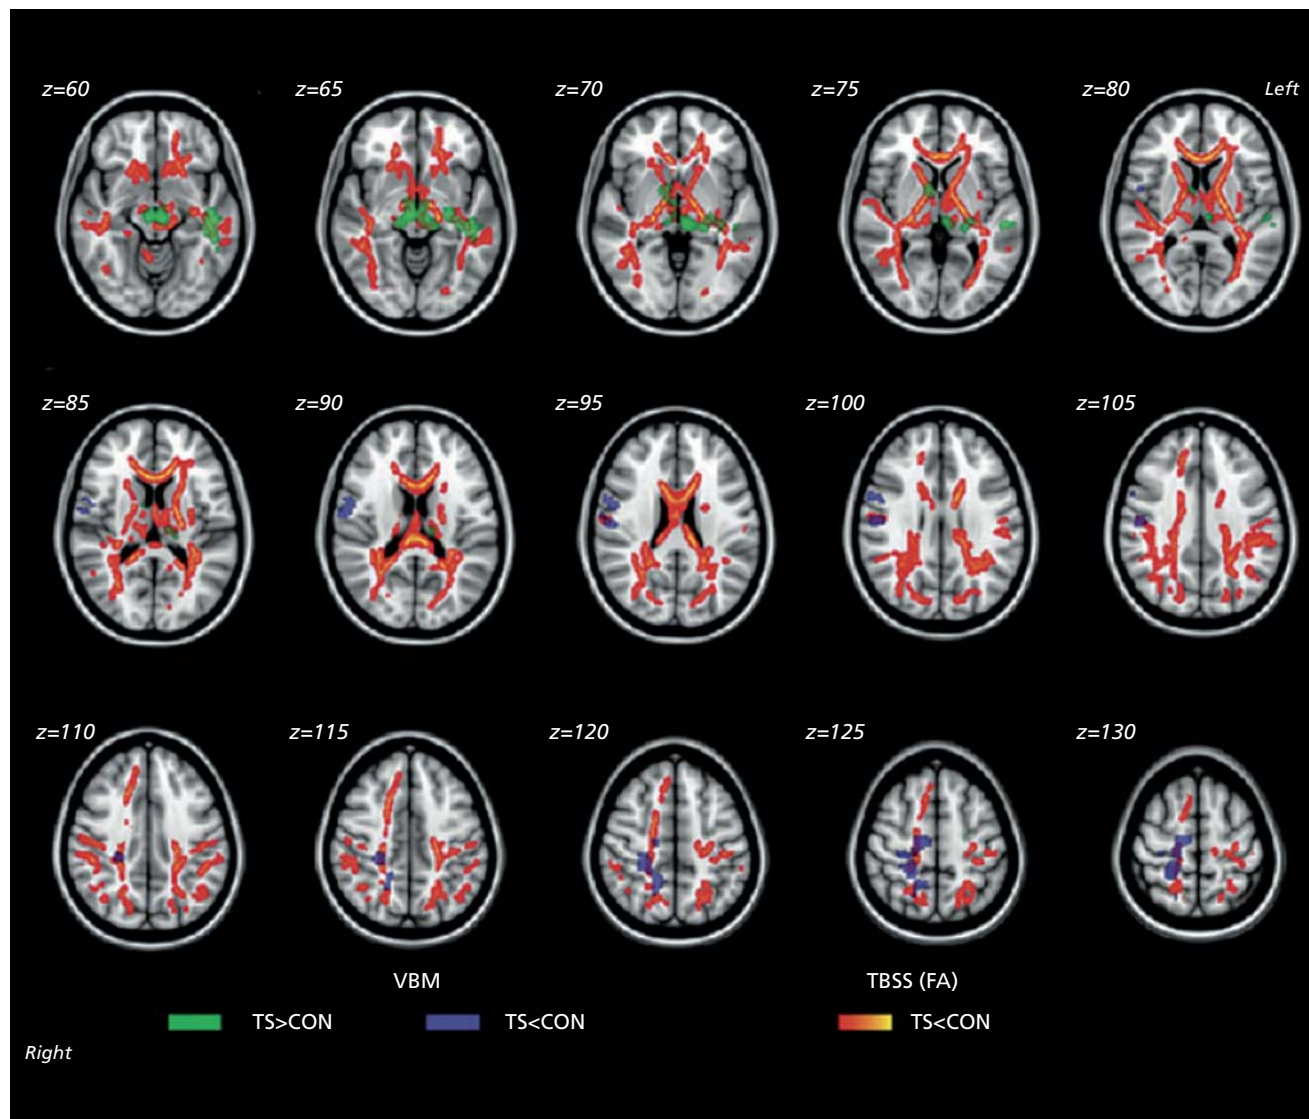 z=60
z=65
z=70
z=75
z=80
Left
z=85
z=90
z=95
z=100
z=105
z=110
z=115
z=120
z=125
z=130
VBM
TBSS (FA)
TS>CON
TS<CON
TS<CON
Right